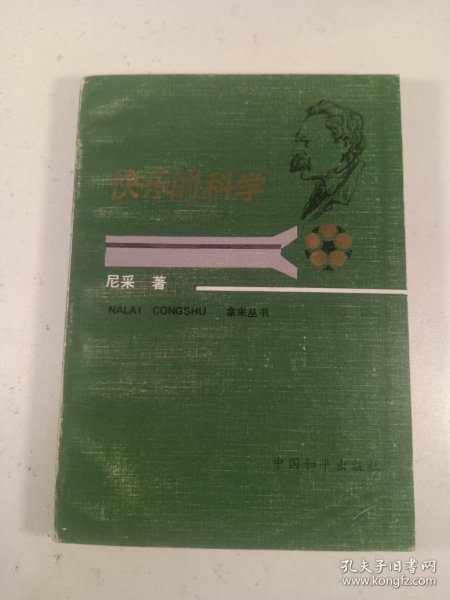 快乐的科学
尼采 著
NALAI CONGSHU 拿来丛书
中国和平出版社
孔夫子旧书网
www.kongfz.com